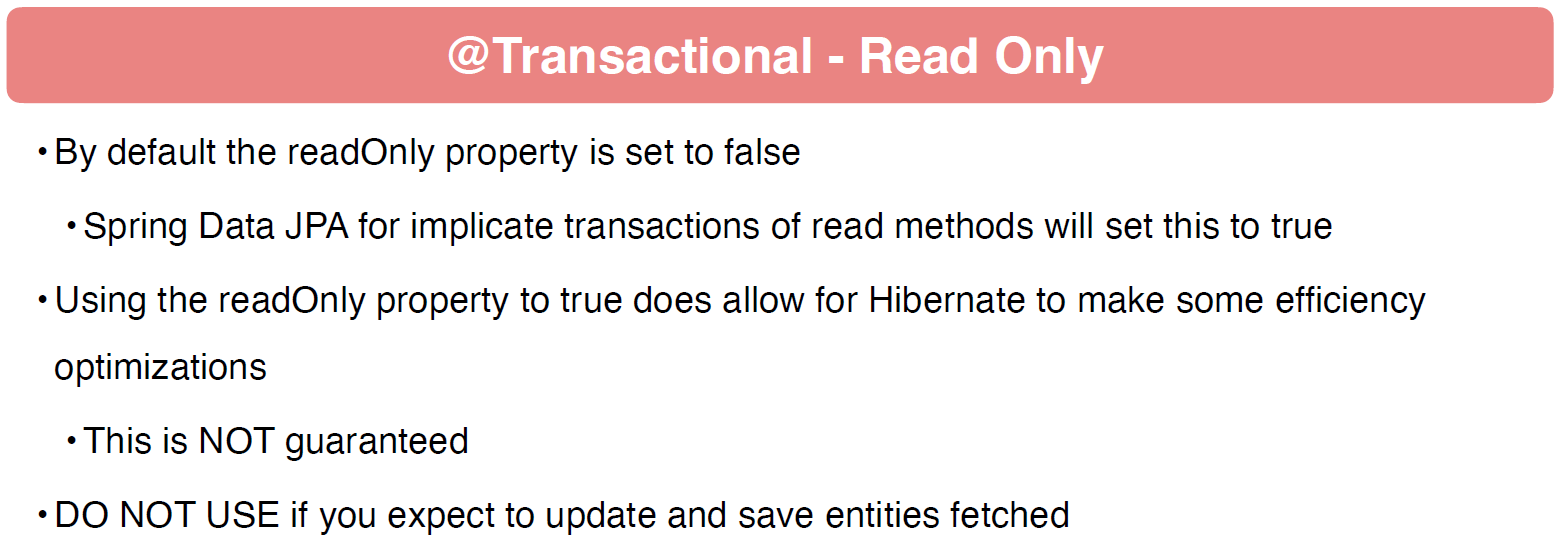 @Transactional - Read Only
•By default the readOnly property is set to false
•Spring Data JPA for implicate transactions of read methods will set this to true
•Using the readOnly property to true does allow for Hibernate to make some efficiency
optimizations
•This is NOT guaranteed
•DO NOT USE if you expect to update and save entities fetched